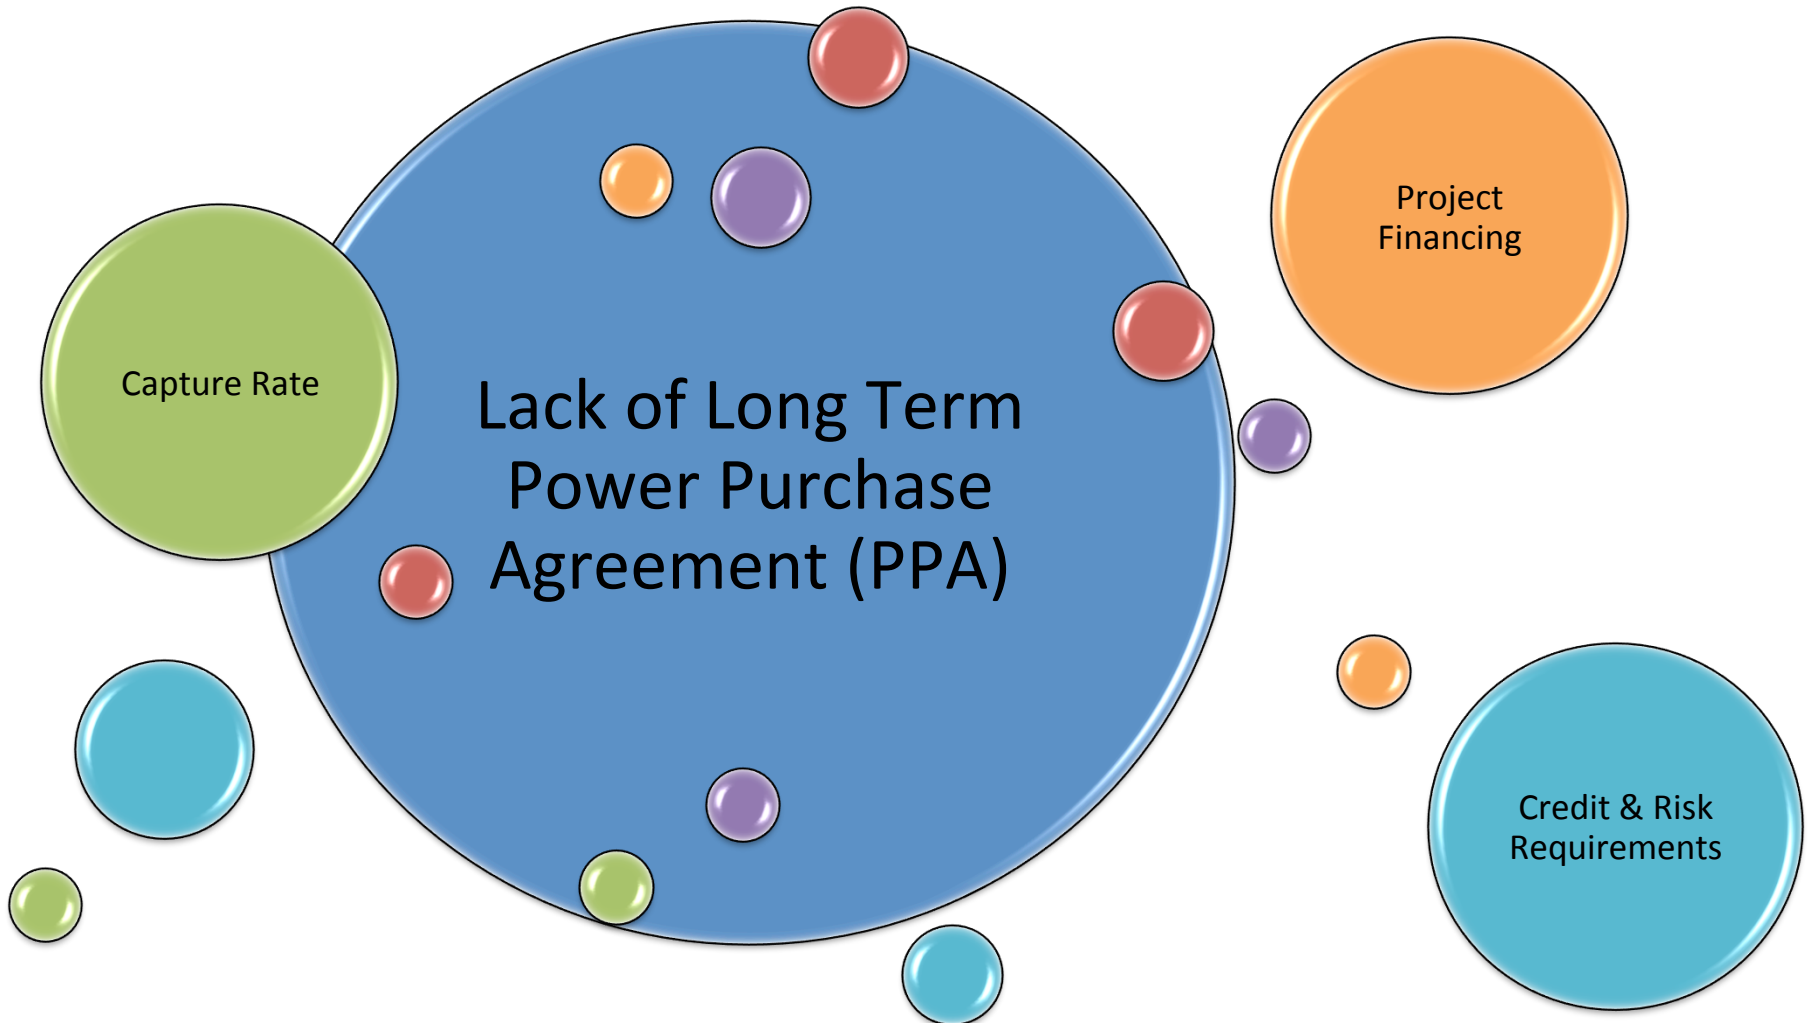 Project
Financing
Capture Rate
Lack of Long Term
Power Purchase
Agreement (PPA)
Credit & Risk
Requirements